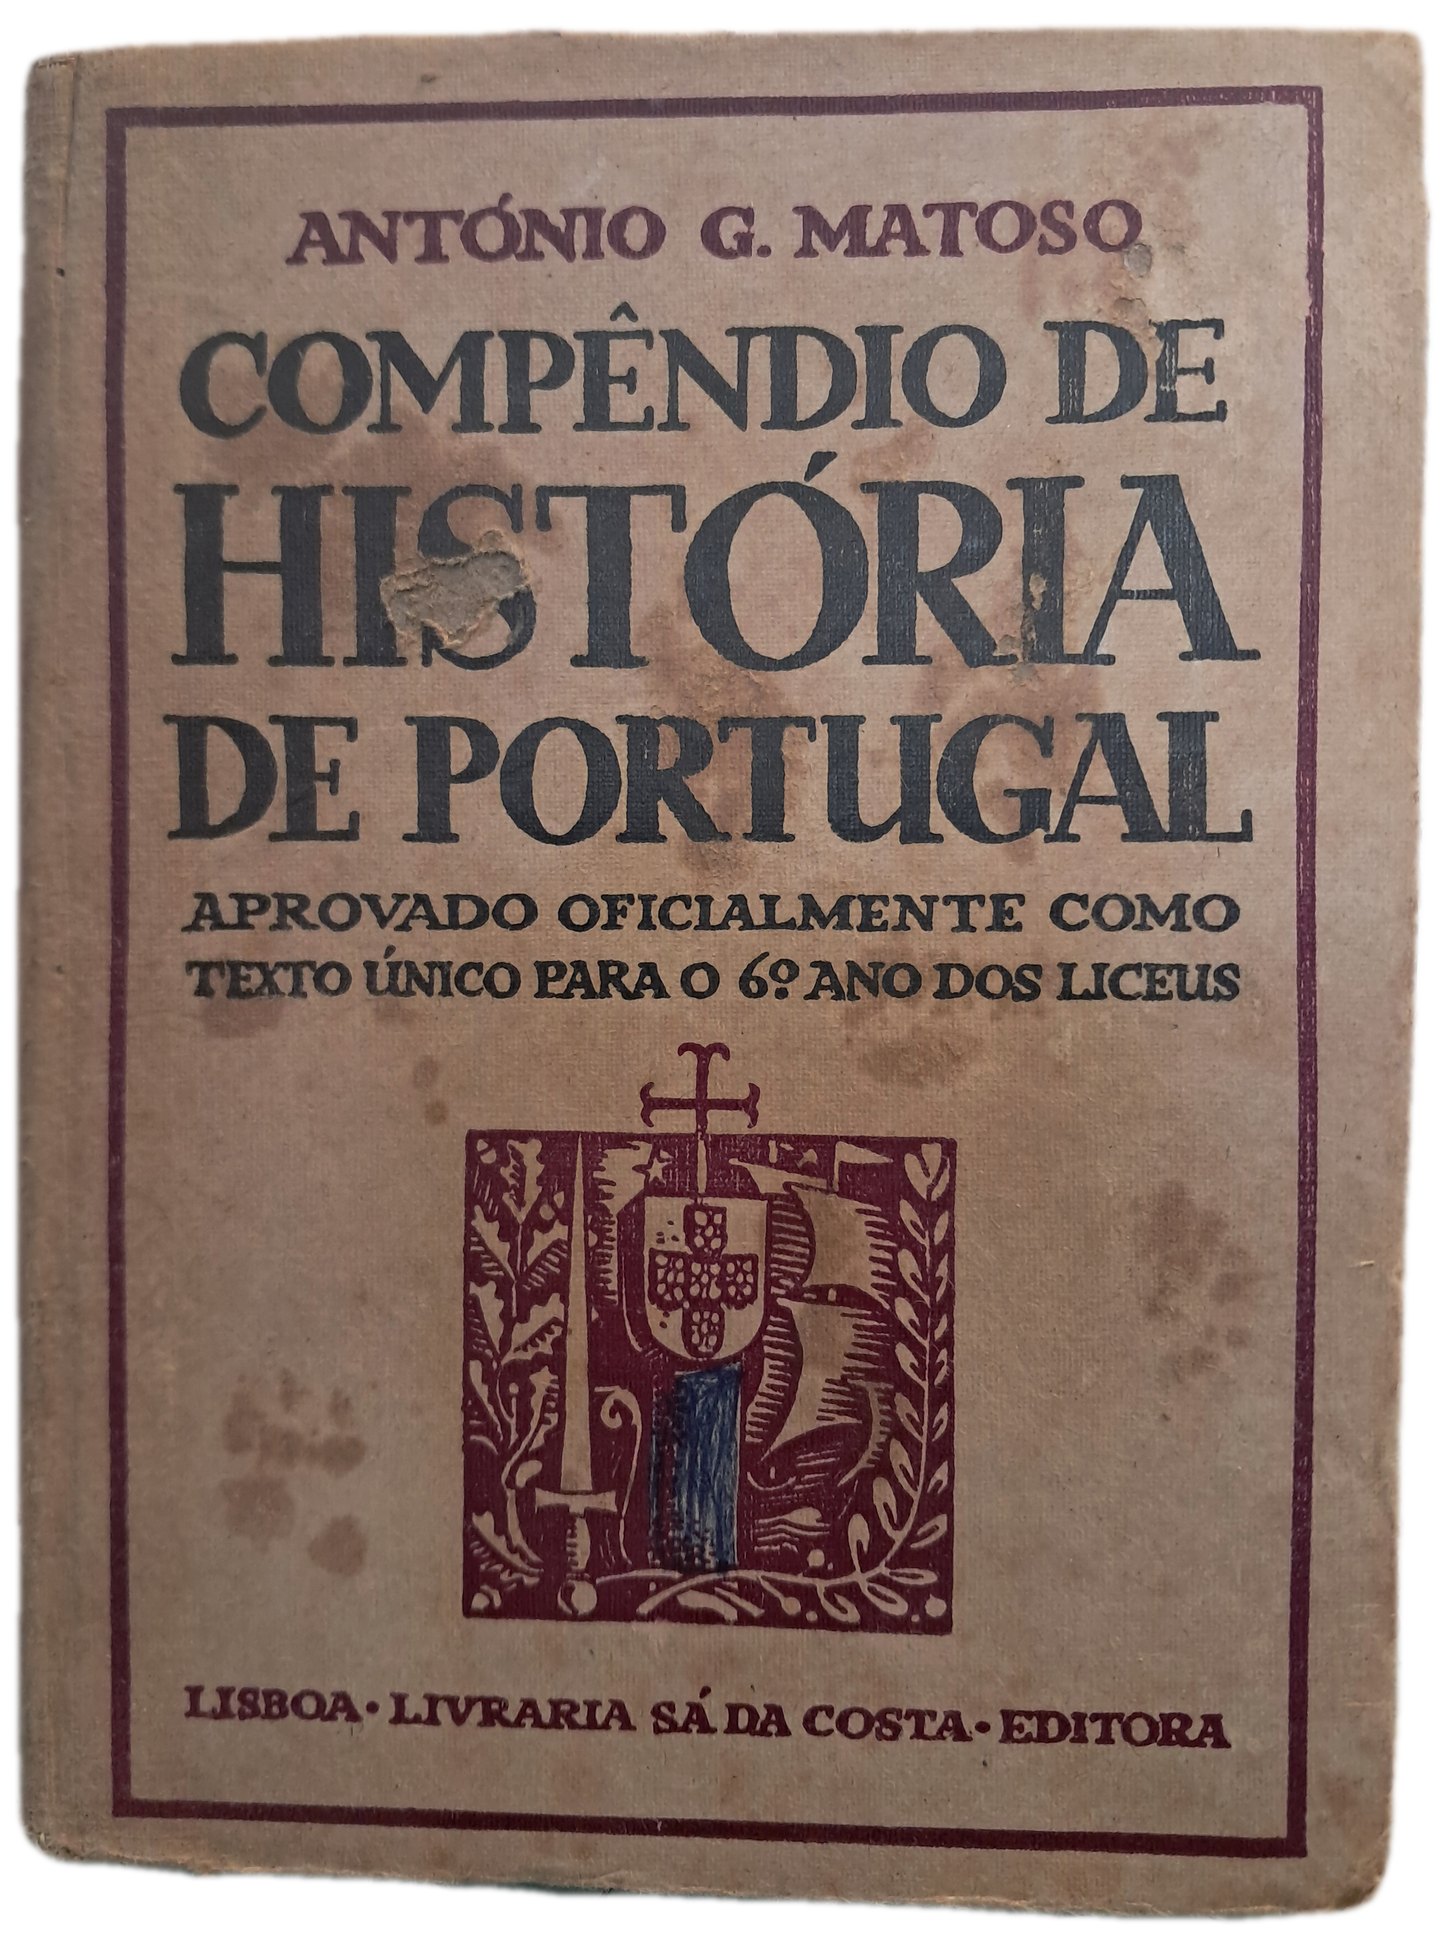 ANTÓNIO G. MATOSO
COMPÊNDIO DE
HISTÓRIA
DE PORTUGAL
APROVADO OFICIALMENTE COMO
TEXTO ÚNICO PARA O 6º ANO DOS LICEUS
LISBOA • LIVRARIA SÁ DA COSTA • EDITORA